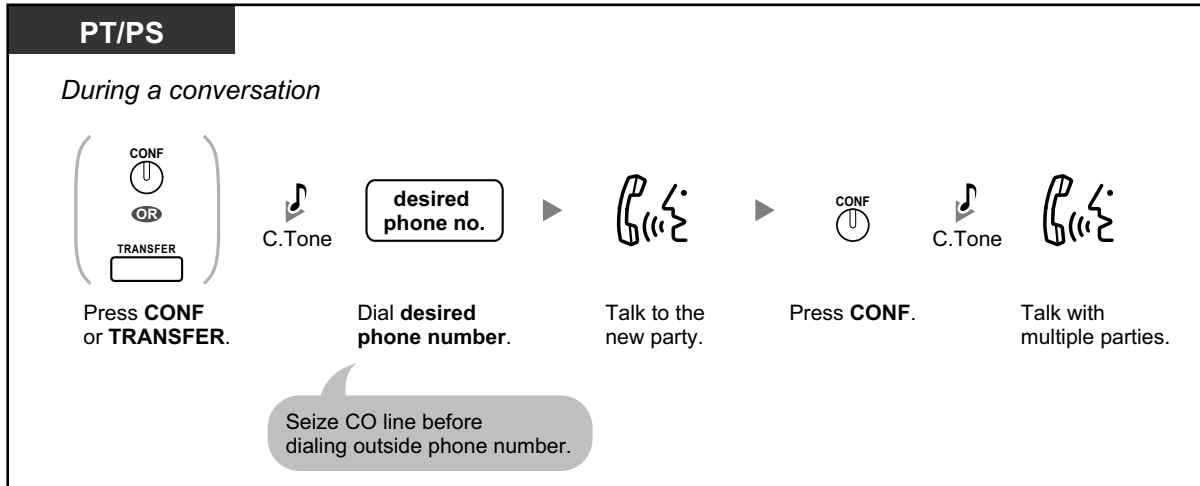 PT/PS
During a conversation
CONF
OR
TRANSFER
C.Tone
desired
phone no.
CONF
C.Tone
Press CONF
or TRANSFER.
Dial desired
phone number.
Talk to the
new party.
Press CONF.
Talk with
multiple parties.
Seize CO line before
dialing outside phone number.